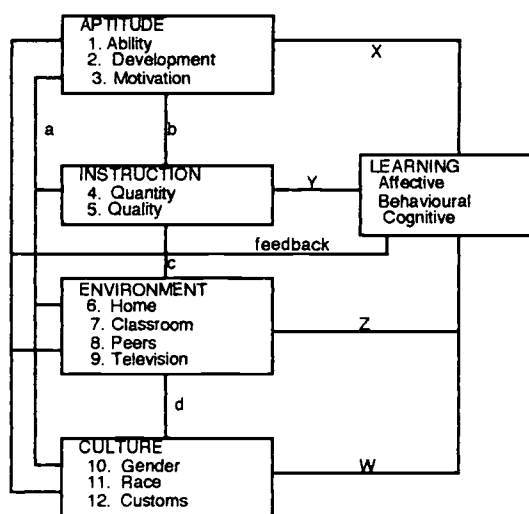 APTITUDE
1. Ability
2. Development
3. Motivation
X
a
b
INSTRUCTION
4. Quantity
5. Quality
Y
LEARNING
Affective
Behavioural
Cognitive
feedback
c
ENVIRONMENT
6. Home
7. Classroom
8. Peers
9. Television
Z
d
CULTURE
10. Gender
11. Race
12. Customs
W